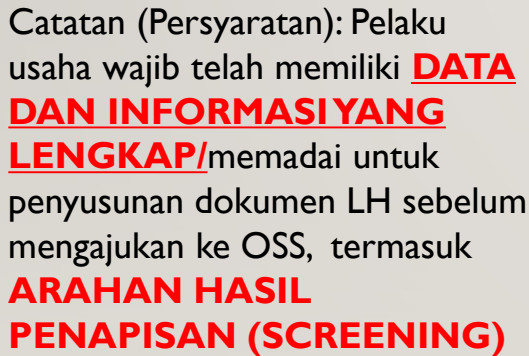 Catatan (Persyaratan): Pelaku
usaha wajib telah memiliki DATA
DAN INFORMASI YANG
LENGKAP/memadai untuk
penyusunan dokumen LH sebelum
mengajukan ke OSS, termasuk
ARAHAN HASIL
PENAPISAN (SCREENING)